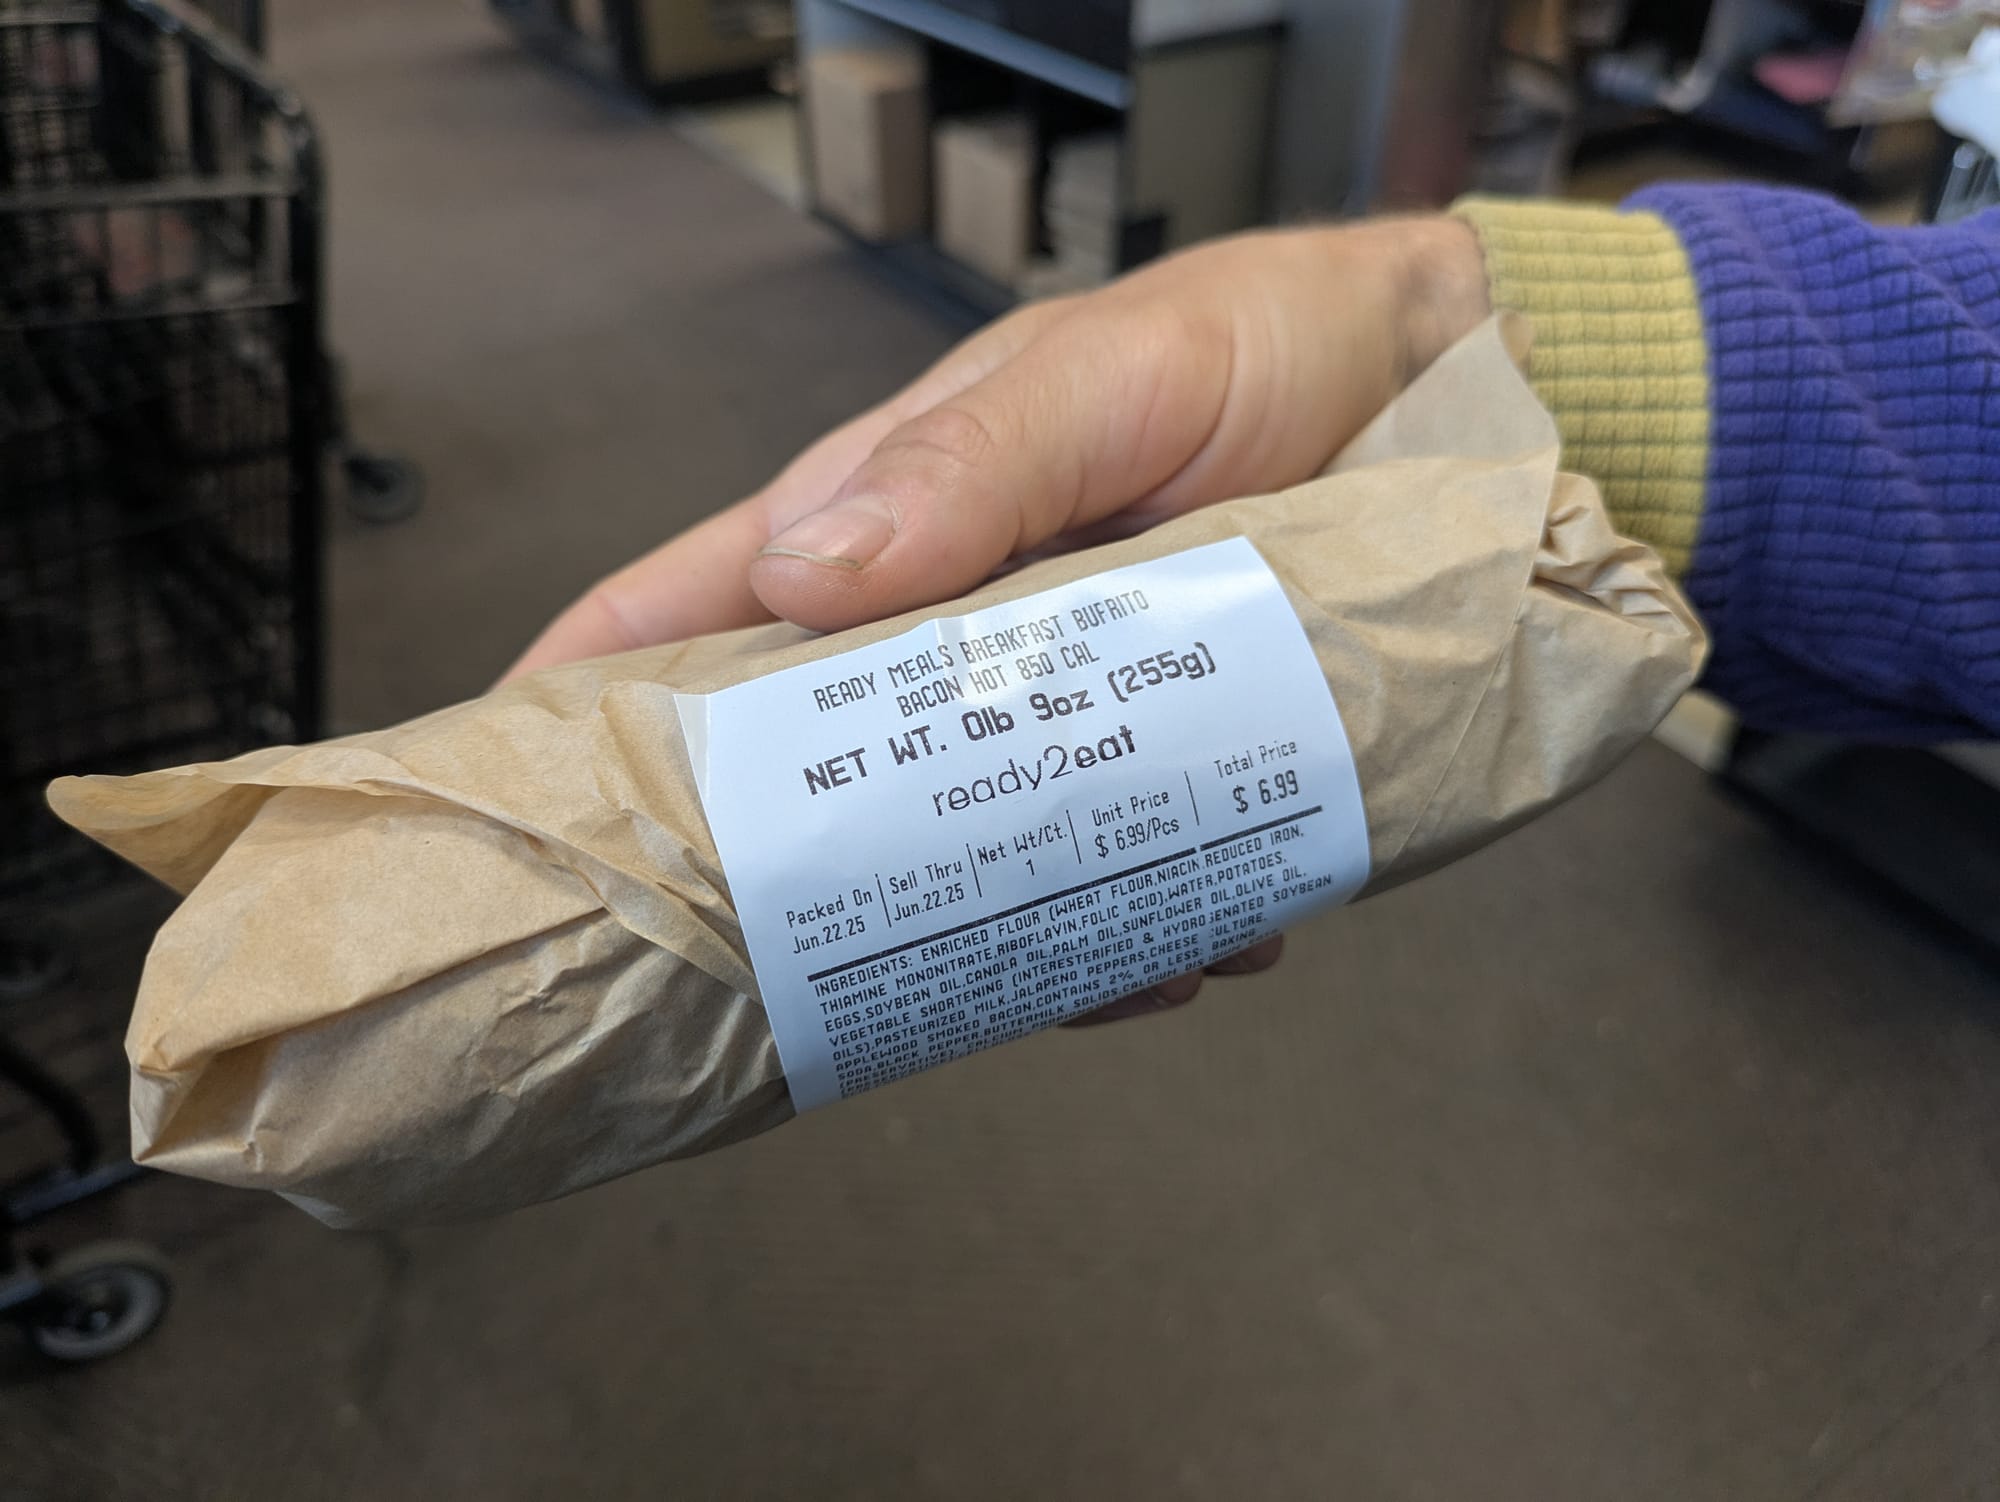 READY MEALS BREAKFAST BUFRITO
BACON HOT 850 CAL
NET WT. 0lb 9oz (255g)
ready2eat
Packed On Sell Thru Net Wt/Ct. Unit Price Total Price
Jun.22.25 Jun.22.25 1 $ 6.99/Pcs $ 6.99
INGREDIENTS: ENRICHED FLOUR (WHEAT FLOUR,NIACIN,REDUCED IRON,
THIAMINE MONONITRATE,RIBOFLAVIN,FOLIC ACID),WATER,POTATOES,
EGGS,SOYBEAN OIL,CANOLA OIL,PALM OIL,SUNFLOWER OIL,OLIVE OIL,
VEGETABLE SHORTENING (INTERESTERIFIED & HYDROGENATED SOYBEAN
OILS),PASTEURIZED MILK,JALAPENO PEPPERS,CHEESE CULTURE,
APPLEWOOD SMOKED BACON,CONTAINS 2% OR LESS: BAKING
SODA,BLACK PEPPER,BUTTERMILK SOLIDS,CALCIUM
(PRESERVATIVE), CALCIUM